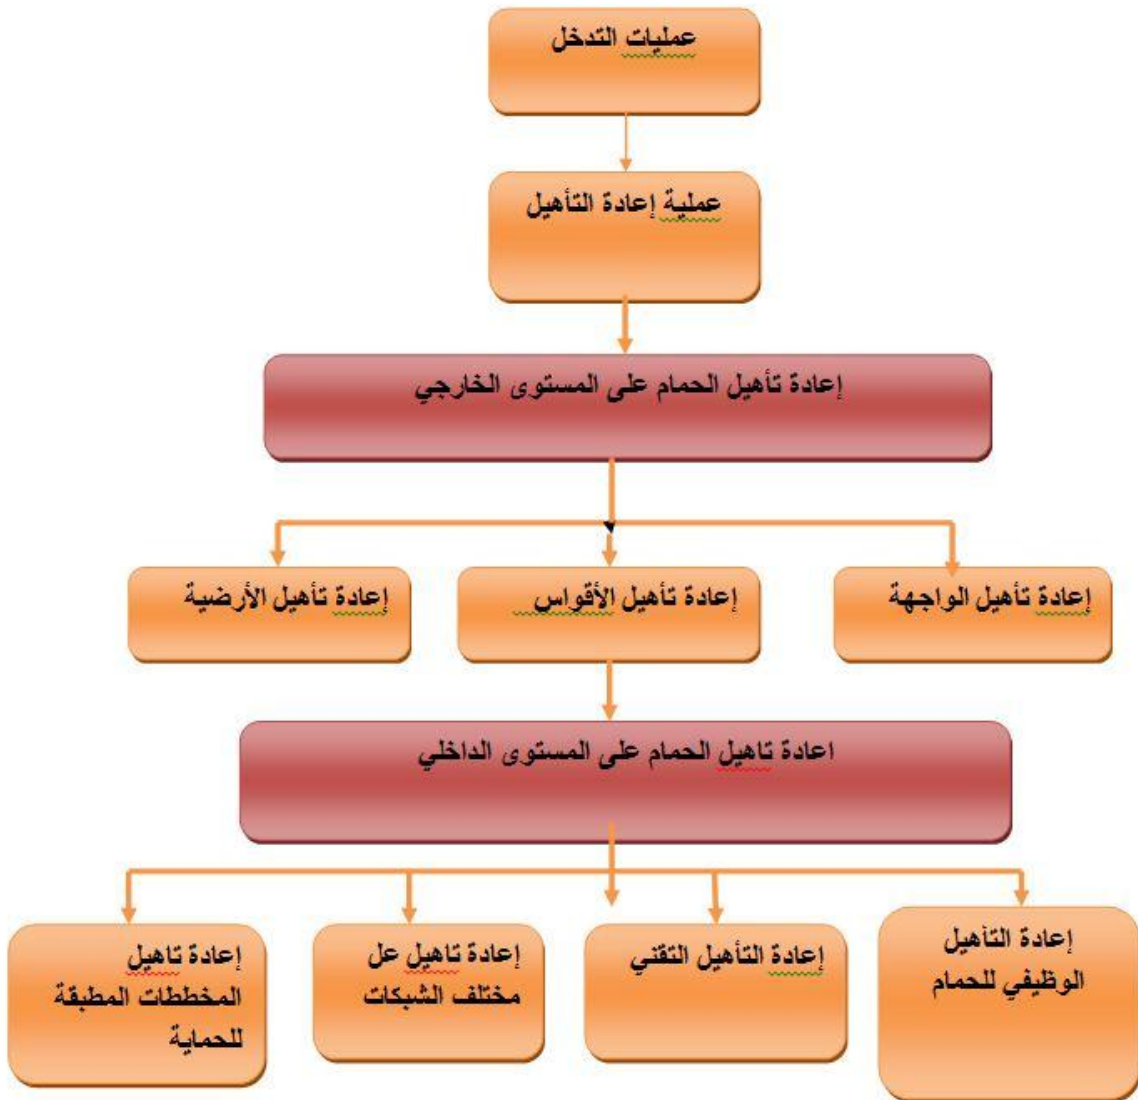 عمليات التدخل
عملية إعادة التأهيل
إعادة تأهيل الحمام على المستوى الخارجي
إعادة تأهيل الواجهة
إعادة تأهيل الأقواس
إعادة تأهيل الأرضية
اعادة تاهيل الحمام على المستوى الداخلي
إعادة التأهيل
الوظيفي للحمام
إعادة التأهيل التقني
إعادة تاهيل عل
مختلف الشبكات
إعادة تاهيل
المخططات المطبقة
للحماية